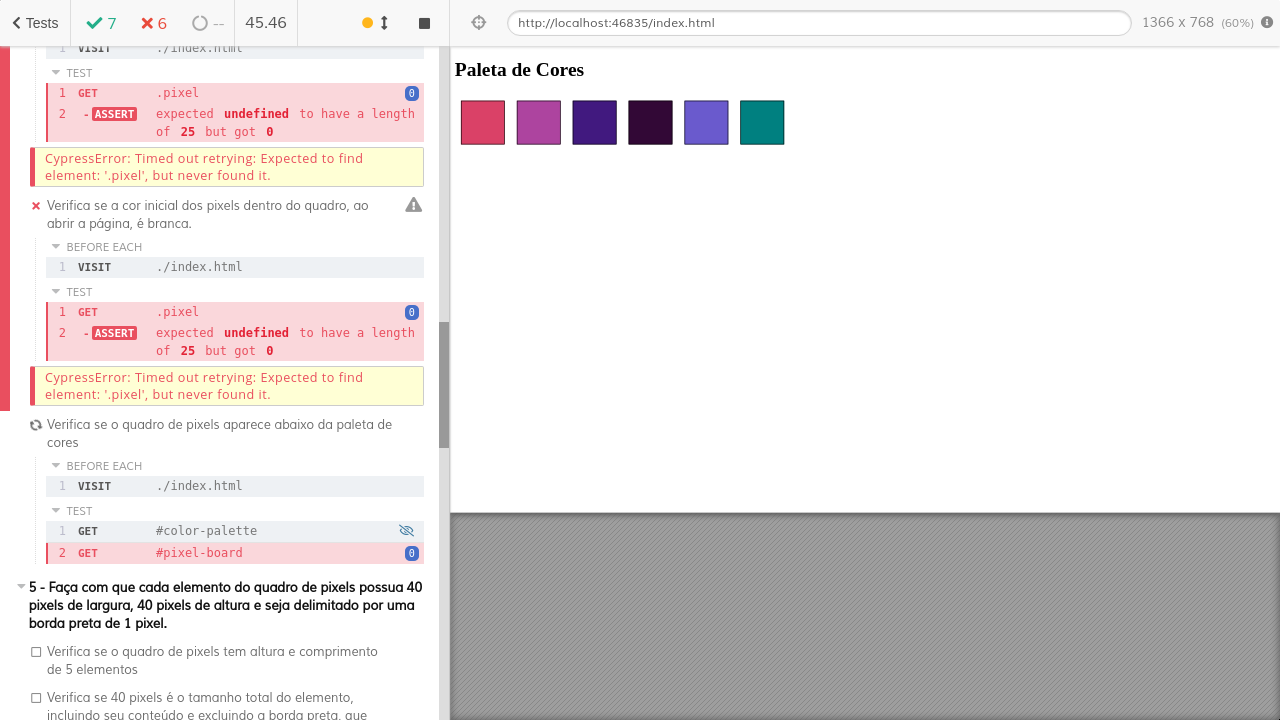 Tests 7 6 -- 45.46 http://localhost:46835/index.html 1366 x 768 (60%)
1 VISIT ./index.html
TEST
1 GET .pixel 0
2 -ASSERT expected undefined to have a length
of 25 but got 0
CypressError: Timed out retrying: Expected to find
element: '.pixel', but never found it.
Verifica se a cor inicial dos pixels dentro do quadro, ao
abrir a página, é branca.
BEFORE EACH
1 VISIT ./index.html
TEST
1 GET .pixel 0
2 -ASSERT expected undefined to have a length
of 25 but got 0
CypressError: Timed out retrying: Expected to find
element: '.pixel', but never found it.
Verifica se o quadro de pixels aparece abaixo da paleta de
cores
BEFORE EACH
1 VISIT ./index.html
TEST
1 GET #color-palette
2 GET #pixel-board 0
5 - Faça com que cada elemento do quadro de pixels possua 40
pixels de largura, 40 pixels de altura e seja delimitado por uma
borda preta de 1 pixel.
Verifica se o quadro de pixels tem altura e comprimento
de 5 elementos
Verifica se 40 pixels é o tamanho total do elemento,
incluindo seu conteúdo e excluindo a borda preta, que
Paleta de Cores